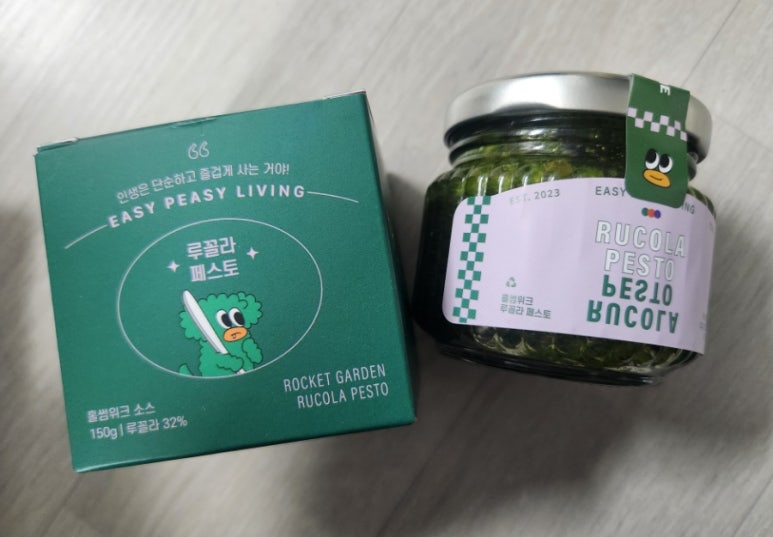 인생은 단순하고 즐겁게 사는 거야!
EASY PEASY LIVING
루꼴라
페스토
ROCKET GARDEN
RUCOLA PESTO
홀썸위크 소스
150g | 루꼴라 32%
E
EST. 2023
EASY
NG
RUCOLA
PESTO
PESTO
RUCOLA
홀썸위크
루꼴라 페스토